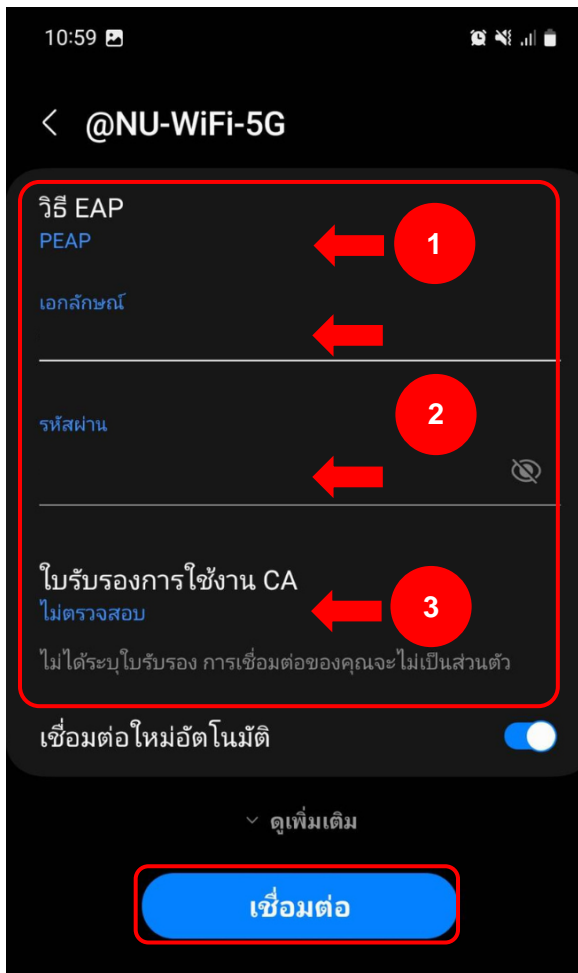 10:59
@NU-WiFi-5G
วิธี EAP
PEAP
1
เอกลักษณ์
2
รหัสผ่าน
ใบรับรองการใช้งาน CA
ไม่ตรวจสอบ
3
ไม่ได้ระบุใบรับรอง การเชื่อมต่อของคุณจะไม่เป็นส่วนตัว
เชื่อมต่อใหม่อัตโนมัติ
ดูเพิ่มเติม
เชื่อมต่อ